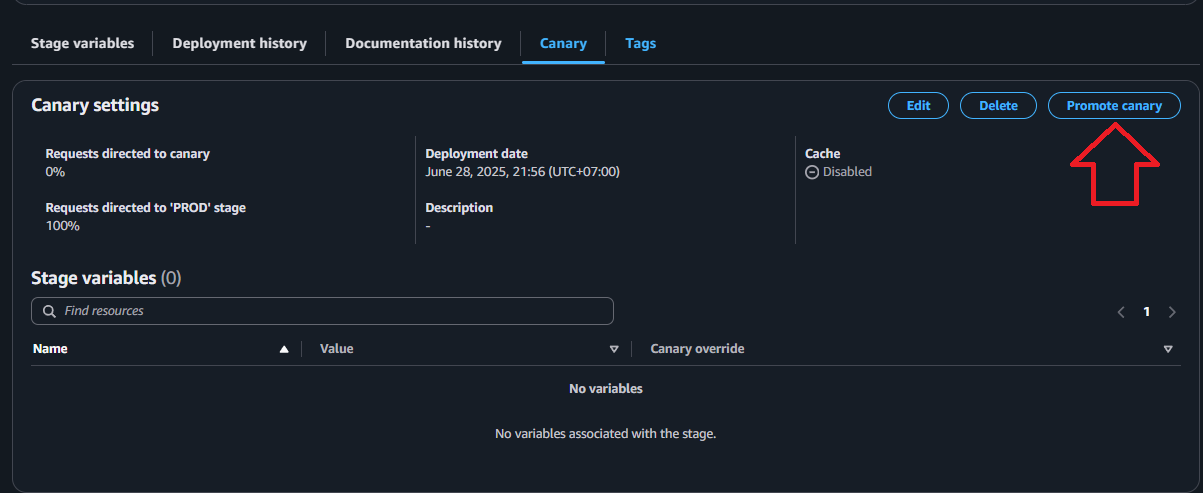 Stage variables
Deployment history
Documentation history
Canary
Tags
Canary settings
Edit
Delete
Promote canary
Requests directed to canary
0%
Requests directed to 'PROD' stage
100%
Deployment date
June 28, 2025, 21:56 (UTC+07:00)
Description
-
Cache
Disabled
Stage variables (0)
Find resources
1
Name
Value
Canary override
No variables
No variables associated with the stage.